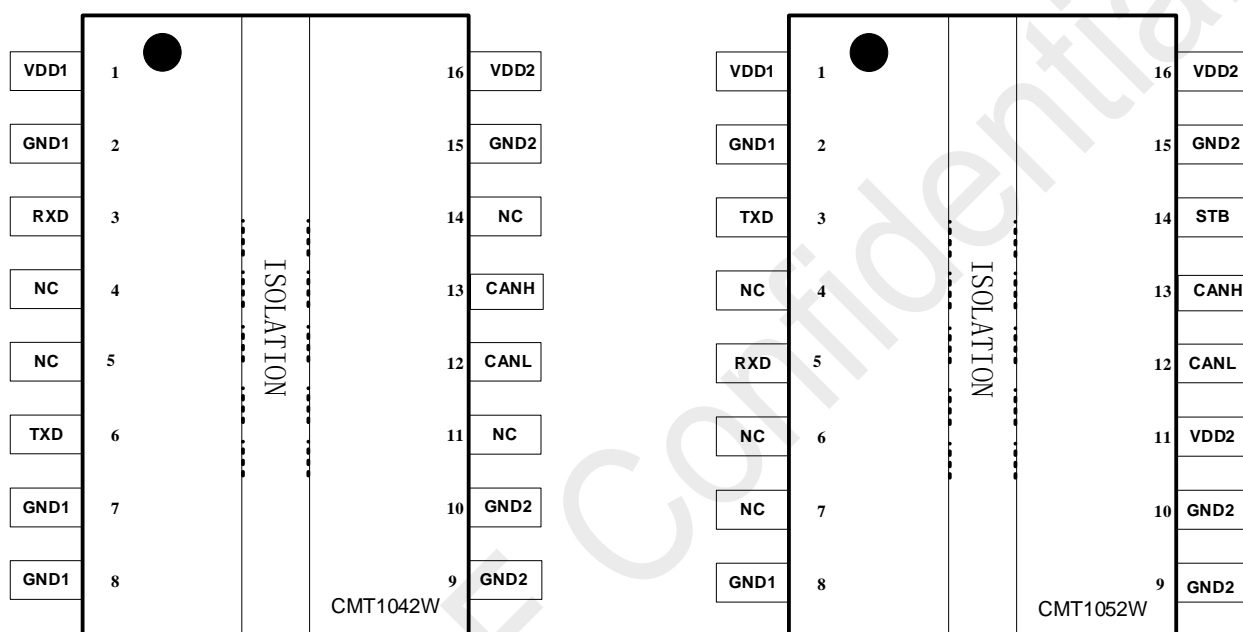 VDD1 1 16 VDD2
GND1 2 15 GND2
RXD 3 14 NC
NC 4 13 CANH
NC 5 12 CANL
TXD 6 11 NC
GND1 7 10 GND2
GND1 8 9 GND2
ISOLATION
CMT1042W
VDD1 1 16 VDD2
GND1 2 15 GND2
TXD 3 14 STB
NC 4 13 CANH
RXD 5 12 CANL
NC 6 11 VDD2
NC 7 10 GND2
GND1 8 9 GND2
ISOLATION
CMT1052W
Confidential